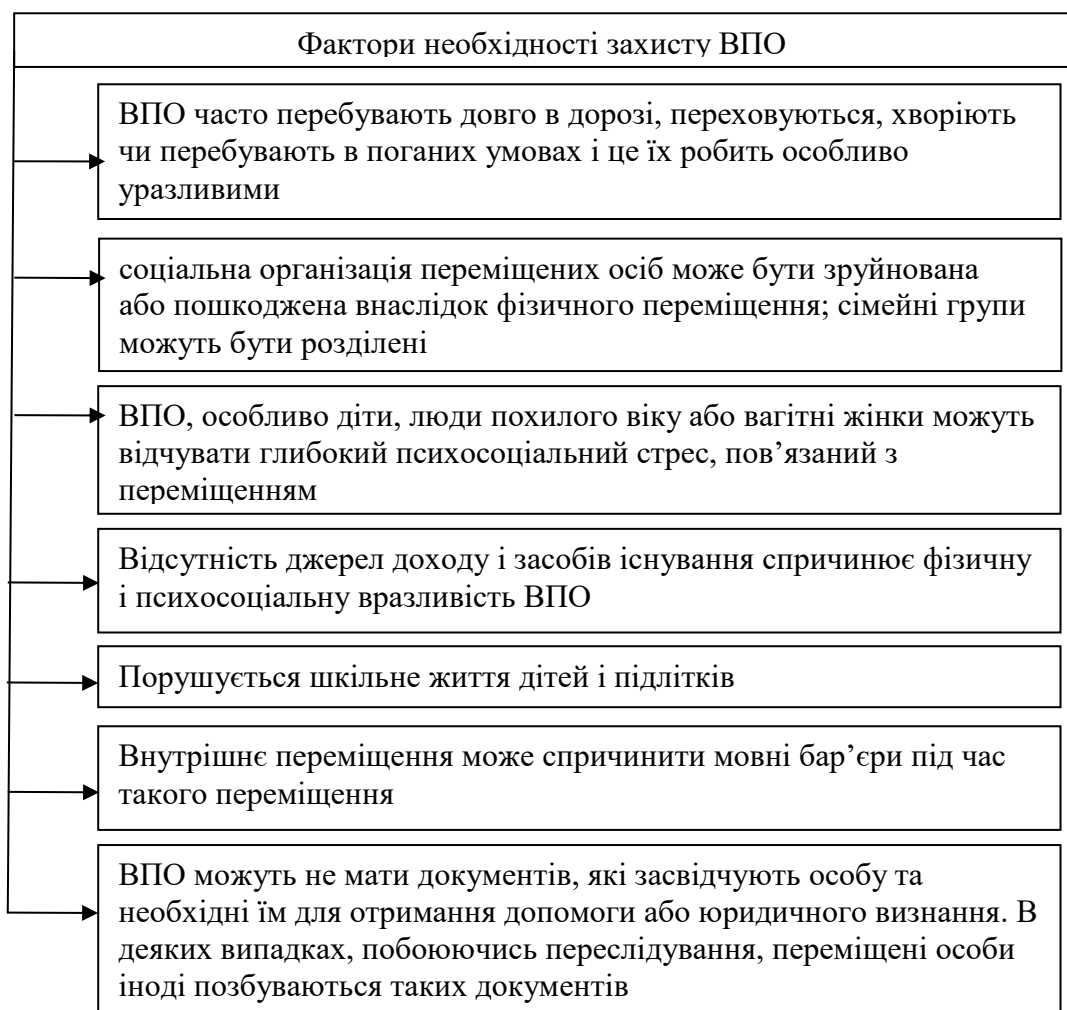 Фактори необхідності захисту ВПО
ВПО часто перебувають довго в дорозі, переховуються, хворіють
чи перебувають в поганих умовах і це їх робить особливо
уразливими
соціальна організація переміщених осіб може бути зруйнована
або пошкоджена внаслідок фізичного переміщення; сімейні групи
можуть бути розділені
ВПО, особливо діти, люди похилого віку або вагітні жінки можуть
відчувати глибокий психосоціальний стрес, пов’язаний з
переміщенням
Відсутність джерел доходу і засобів існування спричинює фізичну
і психосоціальну вразливість ВПО
Порушується шкільне життя дітей і підлітків
Внутрішнє переміщення може спричинити мовні бар’єри під час
такого переміщення
ВПО можуть не мати документів, які засвідчують особу та
необхідні їм для отримання допомоги або юридичного визнання. В
деяких випадках, побоюючись переслідування, переміщені особи
іноді позбуваються таких документів